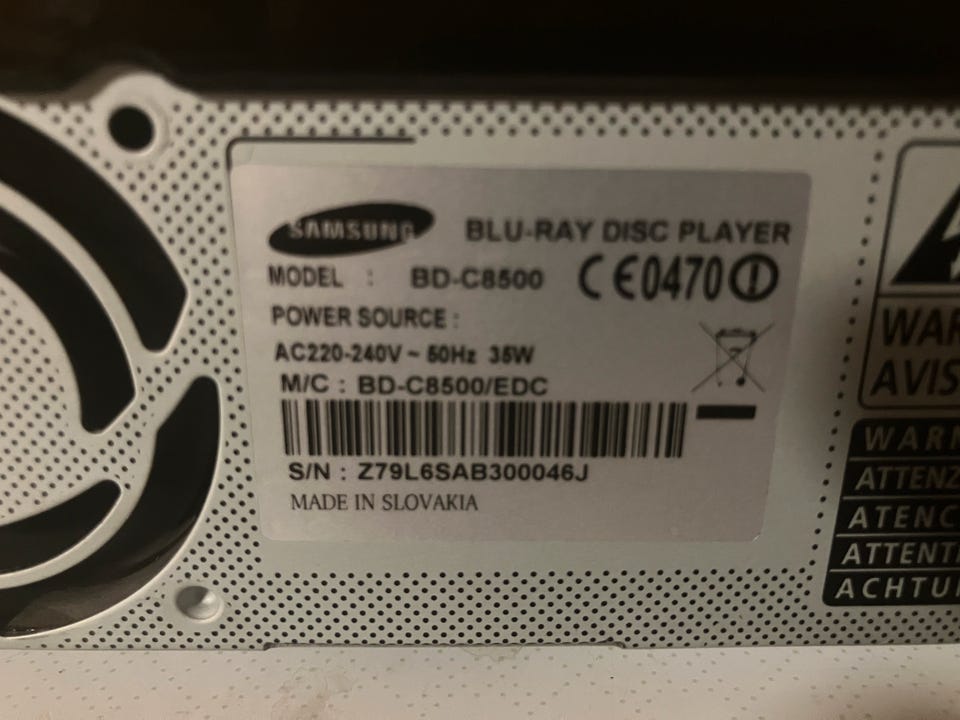 SAMSUNG
BLU-RAY DISC PLAYER
MODEL : BD-C8500 CE0470
POWER SOURCE :
AC220-240V ~ 50Hz 35W
M/C : BD-C8500/EDC
S/N : Z79L6SAB300046J
MADE IN SLOVAKIA
WAR
AVIS
WARN
ATTENZ
ATENC
ATTENT
ACHTU